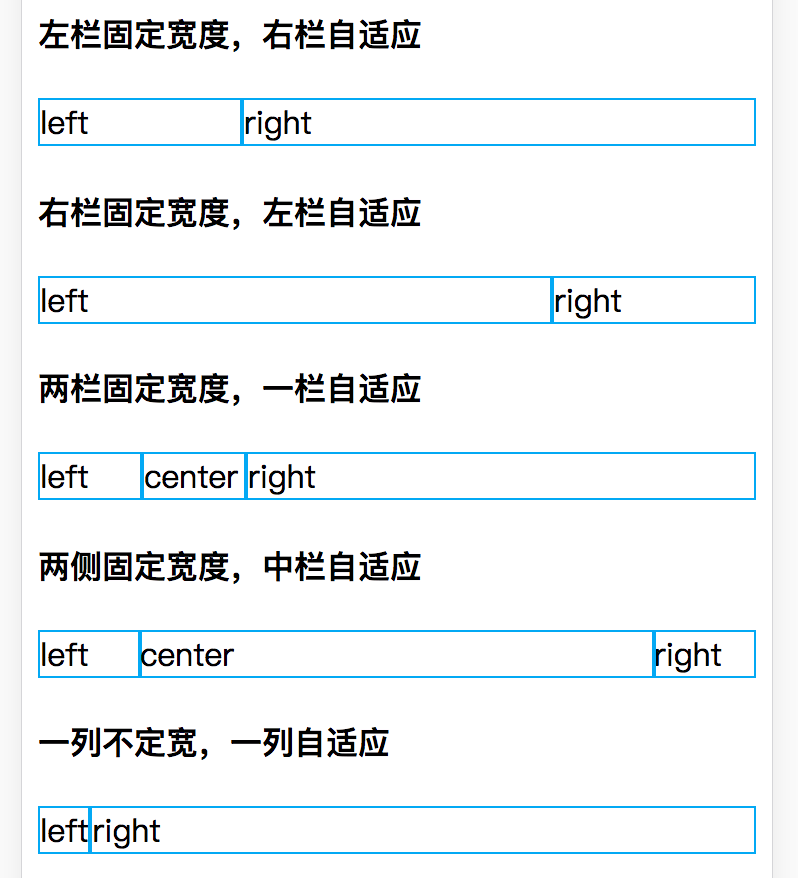 左栏固定宽度，右栏自适应
left right
右栏固定宽度，左栏自适应
left right
两栏固定宽度，一栏自适应
left center right
两侧固定宽度，中栏自适应
left center right
一列不定宽，一列自适应
left right